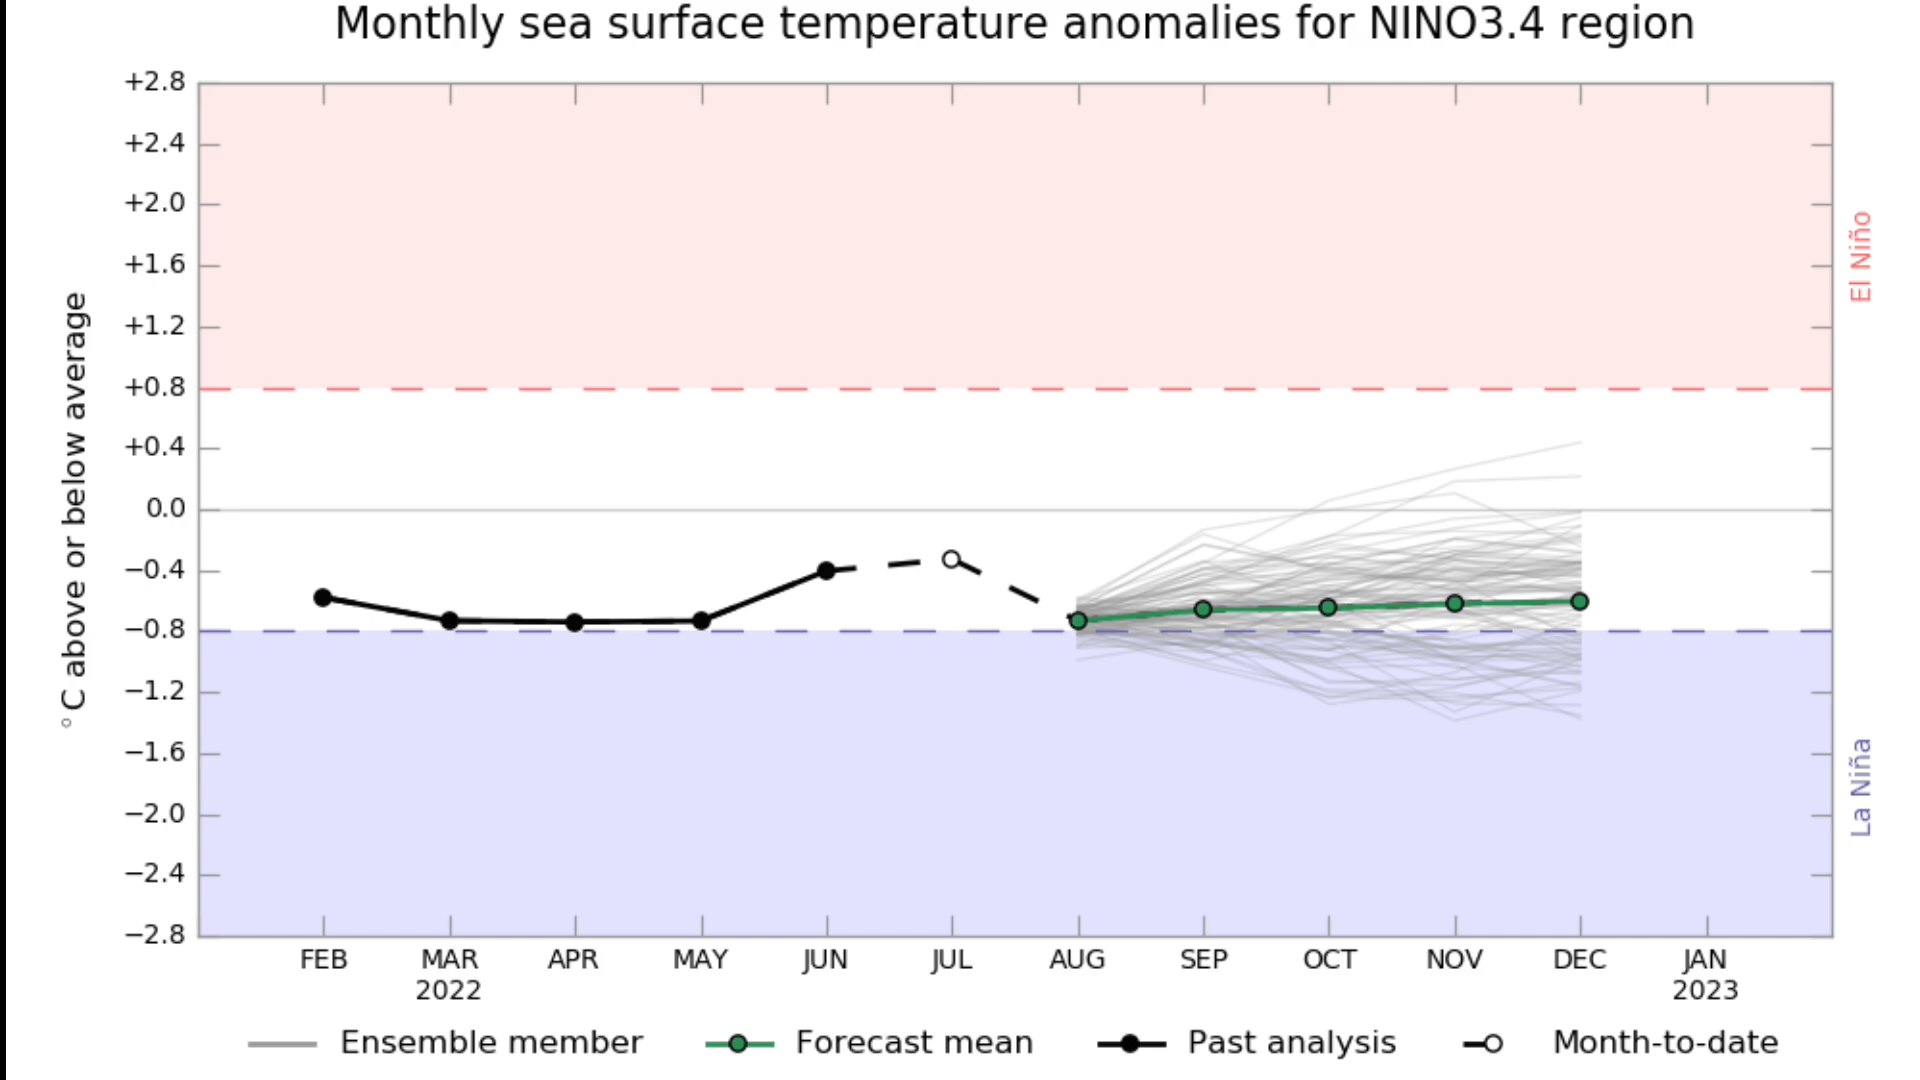 Monthly sea surface temperature anomalies for NINO3.4 region
+2.8
+2.4
+2.0
+1.6
+1.2
+0.8
+0.4
0.0
−0.4
−0.8
−1.2
−1.6
−2.0
−2.4
−2.8
°C above or below average
El Niño
La Niña
FEB MAR APR MAY JUN JUL AUG SEP OCT NOV DEC JAN
2022 2023
Ensemble member Forecast mean Past analysis Month-to-date